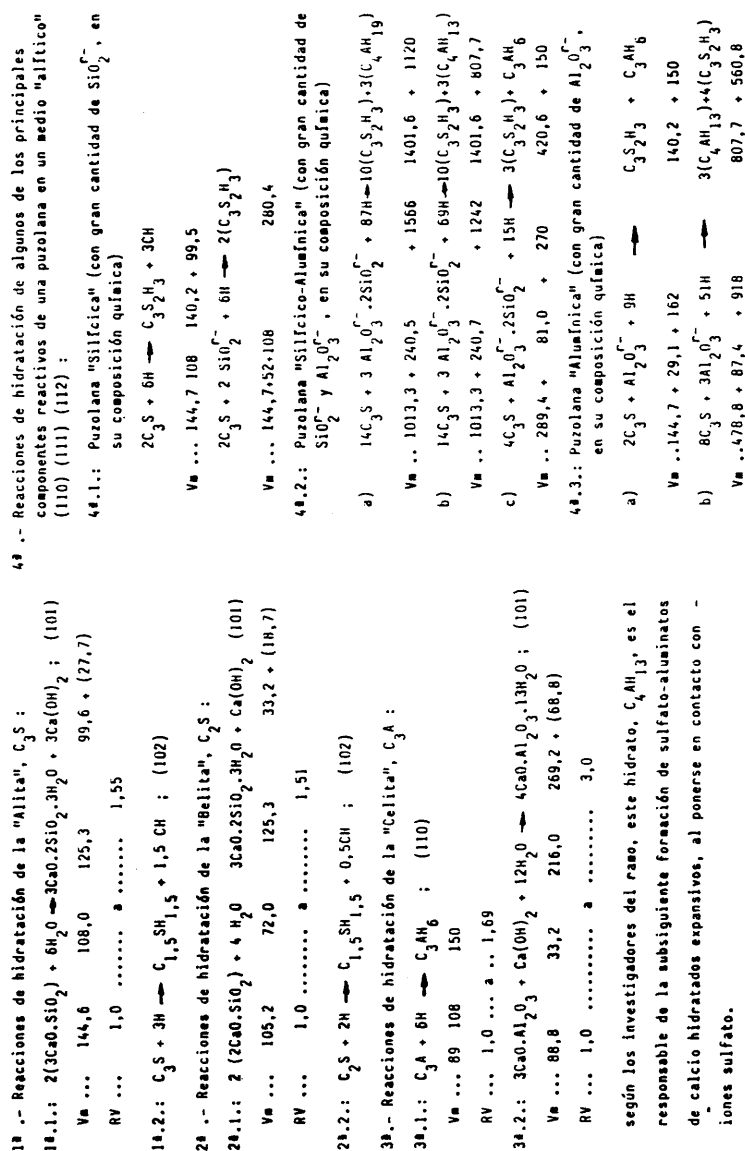 1ª .- Reacciones de hidratación de la "Alita", C3S :
1ª.1.: 2(3CaO.SiO2) + 6H2O → 3CaO.2SiO2.3H2O + 3Ca(OH)2 ; (101)
Vm ... 144,6 108,0 125,3 99,6 + (27,7)
RV ... 1,0 ....... a ....... 1,55
1ª.2.: C3S + 3H → C1,5SH1,5 + 1,5 CH ; (102)
2ª .- Reacciones de hidratación de la "Belita", C2S :
2ª.1.: 2 (2CaO.SiO2) + 4 H2O 3CaO.2SiO2.3H2O + Ca(OH)2 (101)
Vm ... 105,2 72,0 125,3 33,2 + (18,7)
RV ... 1,0 ........ a ....... 1,51
2ª.2.: C2S + 2H → C1,5SH1,5 + 0,5CH ; (102)
3ª.- Reacciones de hidratación de la "Celita", C3A :
3ª.1.: C3A + 6H → C3AH6 ; (110)
Vm ... 89 108 150
RV ... 1,0 ... a .. 1,69
3ª.2.: 3CaO.Al2O3 + Ca(OH)2 + 12H2O → 4CaO.Al2O3.13H2O ; (101)
Vm ... 88,8 33,2 216,0 269,2 + (68,8)
RV ... 1,0 ........... a .......... 3,0
según los investigadores del ramo, este hidrato, C4AH13, es el
responsable de la subsiguiente formación de sulfato-aluminatos
de calcio hidratados expansivos, al ponerse en contacto con -
iones sulfato.
4ª .- Reacciones de hidratación de algunos de los principales
componentes reactivos de una puzolana en un medio "alítico"
(110) (111) (112) :
4ª.1.: Puzolana "Silícica" (con gran cantidad de SiO2r-, en
su composición química)
2C3S + 6H → C3S2H3 + 3CH
Vm ... 144,7 108 140,2 + 99,5
2C3S + 2 SiO2r- + 6H → 2(C3S2H3)
Vm ... 144,7+52+108 280,4
4ª.2.: Puzolana "Silícico-Alumínica" (con gran cantidad de
SiO2r- y Al2O3r-, en su composición química)
a) 14C3S + 3 Al2O3r-.2SiO2r- + 87H→10(C3S2H3)+3(C4AH19)
Vm .. 1013,3 + 240,5 + 1566 1401,6 + 1120
b) 14C3S + 3 Al2O3r-.2SiO2r- + 69H→10(C3S2H3)+3(C4AH13)
Vm .. 1013,3 + 240,7 + 1242 1401,6 + 807,7
c) 4C3S + Al2O3r-.2SiO2r- + 15H → 3(C3S2H3)+ C3AH6
Vm .. 289,4 + 81,0 + 270 420,6 + 150
4ª.3.: Puzolana "Alumínica" (con gran cantidad de Al2O3r-,
en su composición química)
a) 2C3S + Al2O3r- + 9H → C3S2H3 + C3AH6
Vm ..144,7 + 29,1 + 162 140,2 + 150
b) 8C3S + 3Al2O3r- + 51H → 3(C4AH13)+4(C3S2H3)
Vm ..478,8 + 87,4 + 918 807,7 + 560,8